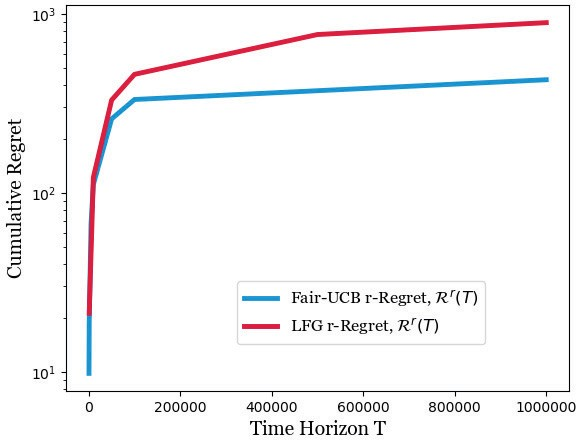 10³
10²
10¹
Cumulative Regret
Fair-UCB r-Regret, ℛʳ(T)
LFG r-Regret, ℛʳ(T)
0 200000 400000 600000 800000 1000000
Time Horizon T